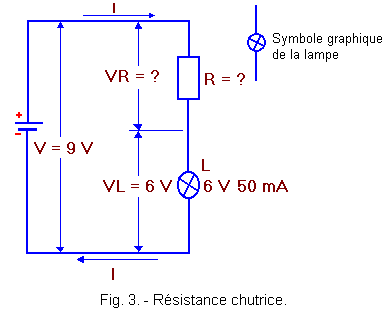 I
Symbole graphique
de la lampe
VR = ?
R = ?
+
-
V = 9 V
L
VL = 6 V
6 V 50 mA
I
Fig. 3. - Résistance chutrice.